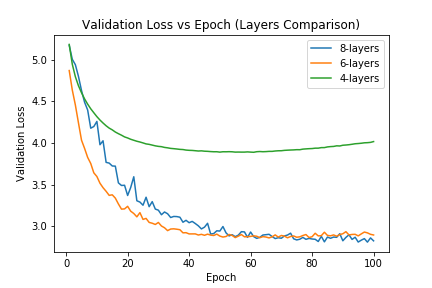 Validation Loss vs Epoch (Layers Comparison)
8-layers
6-layers
4-layers
Validation Loss
5.0
4.5
4.0
3.5
3.0
0 20 40 60 80 100
Epoch